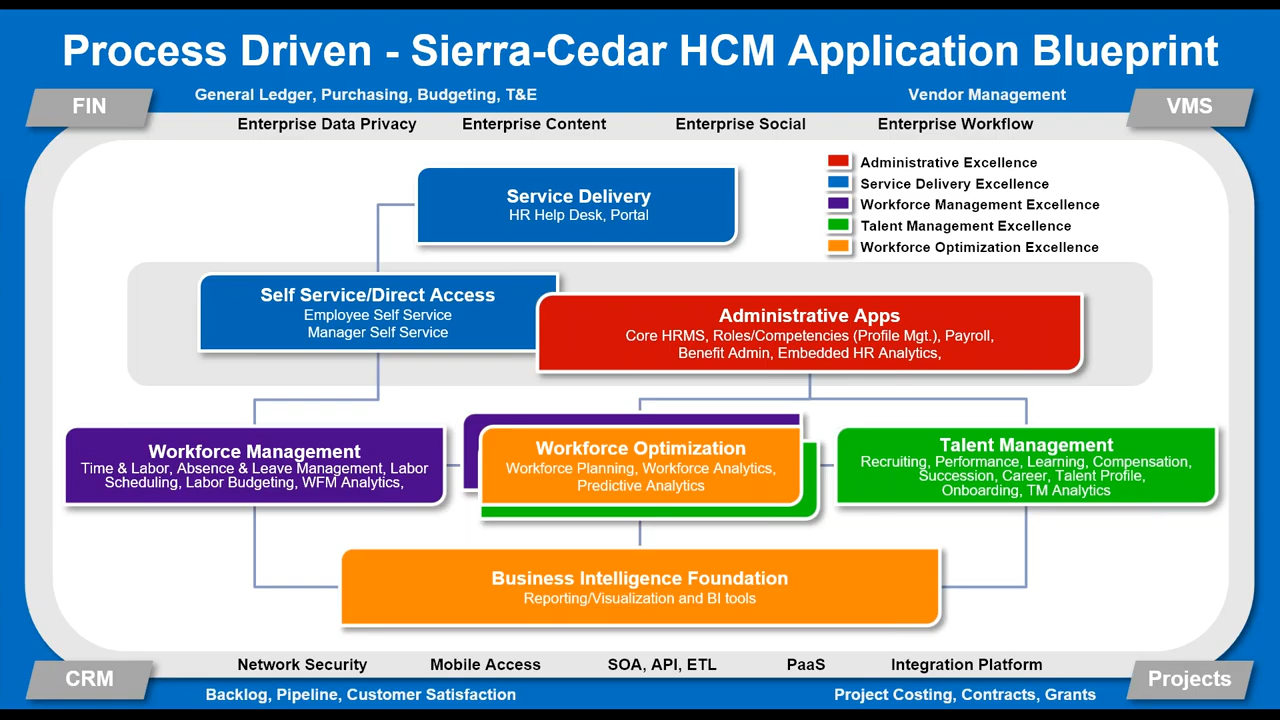 Process Driven - Sierra-Cedar HCM Application Blueprint
FIN
General Ledger, Purchasing, Budgeting, T&E
Vendor Management
VMS
Enterprise Data Privacy
Enterprise Content
Enterprise Social
Enterprise Workflow
Administrative Excellence
Service Delivery Excellence
Workforce Management Excellence
Talent Management Excellence
Workforce Optimization Excellence
Service Delivery
HR Help Desk, Portal
Self Service/Direct Access
Employee Self Service
Manager Self Service
Administrative Apps
Core HRMS, Roles/Competencies (Profile Mgt.), Payroll,
Benefit Admin, Embedded HR Analytics,
Workforce Management
Time & Labor, Absence & Leave Management, Labor
Scheduling, Labor Budgeting, WFM Analytics,
Workforce Optimization
Workforce Planning, Workforce Analytics,
Predictive Analytics
Talent Management
Recruiting, Performance, Learning, Compensation,
Succession, Career, Talent Profile,
Onboarding, TM Analytics
Business Intelligence Foundation
Reporting/Visualization and BI tools
Network Security
Mobile Access
SOA, API, ETL
PaaS
Integration Platform
CRM
Backlog, Pipeline, Customer Satisfaction
Project Costing, Contracts, Grants
Projects